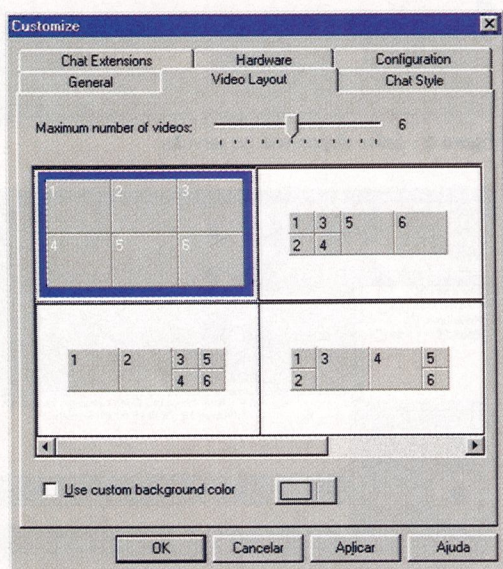 Customize
Chat Extensions Hardware Configuration
General Video Layout Chat Style
Maximum number of videos: 6
1 2 3
4 5 6
1 3 5 6
2 4
1 2 3 5
4 6
1 3 4 5
2 6
Use custom background color
OK Cancelar Aplicar Ajuda